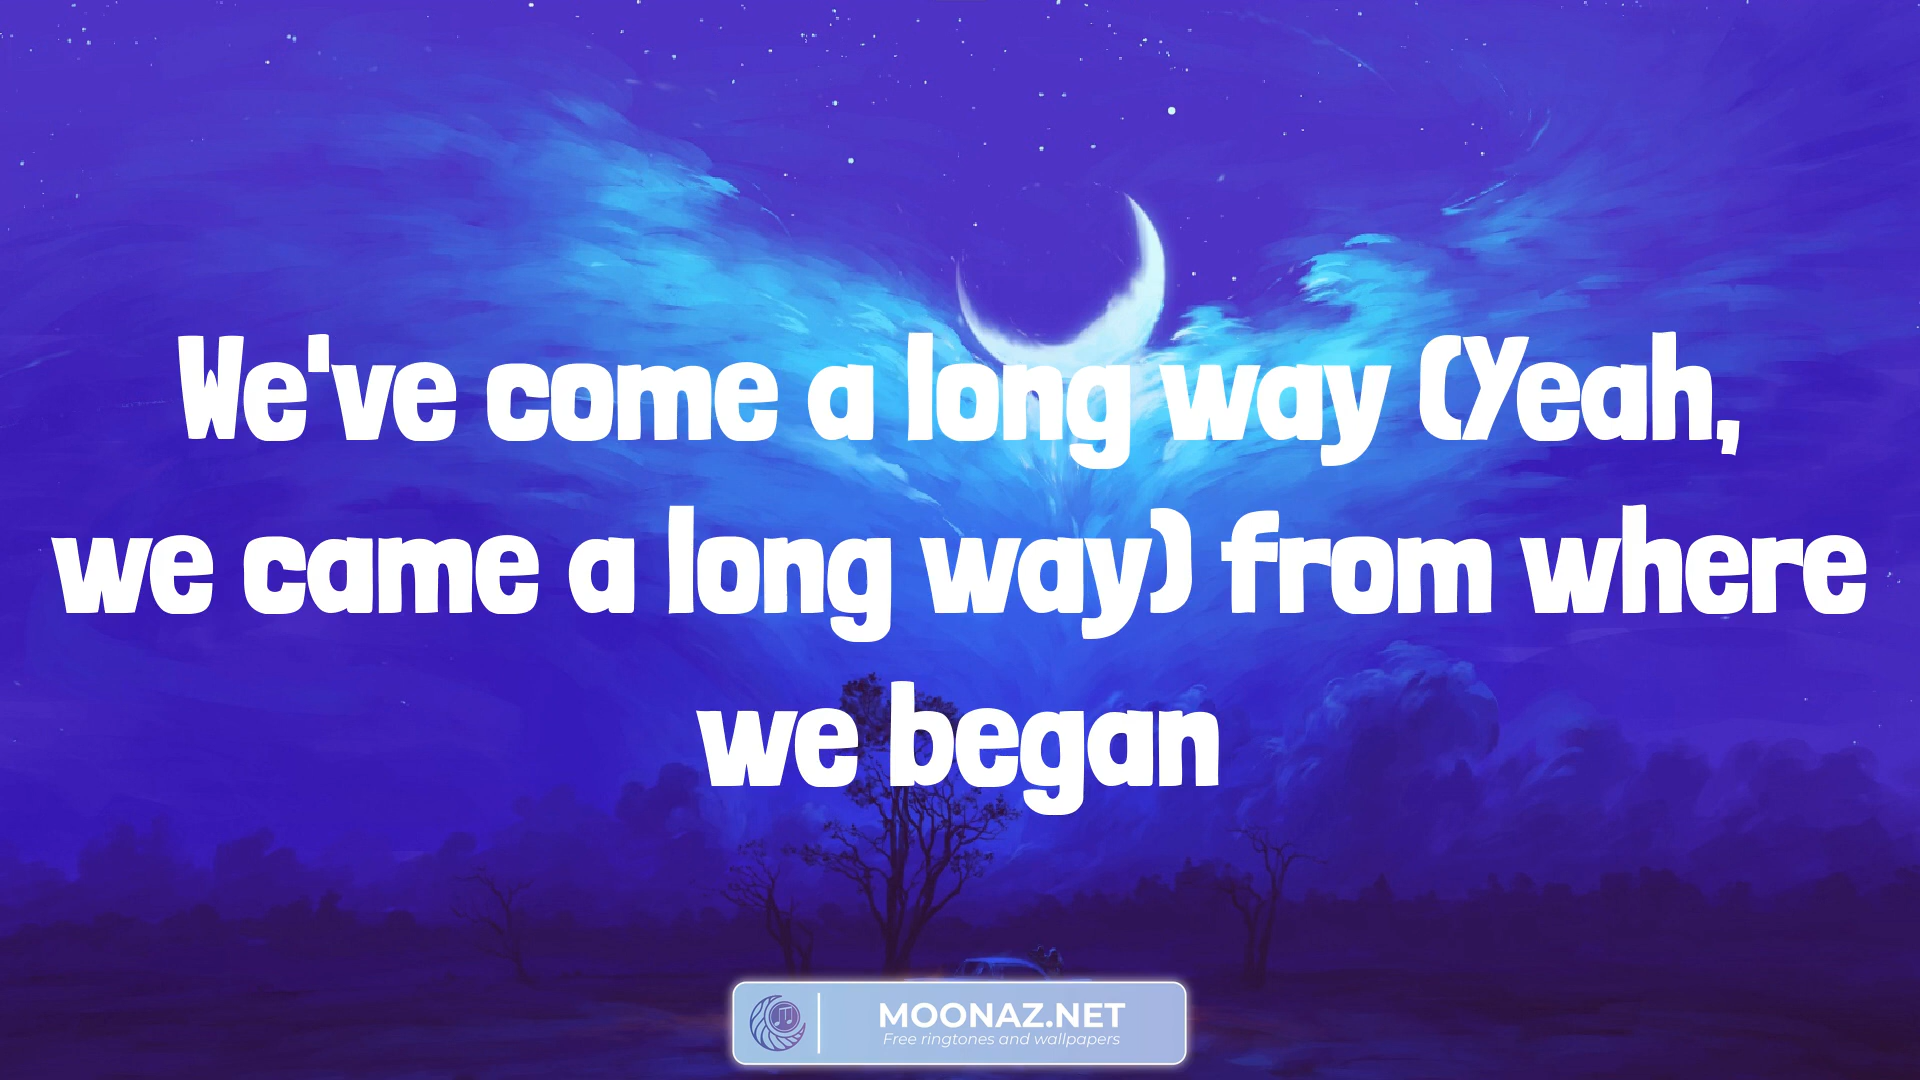 We've come a long way (Yeah,
we came a long way) from where
we began
MOONAZ.NET
Free ringtones and wallpapers